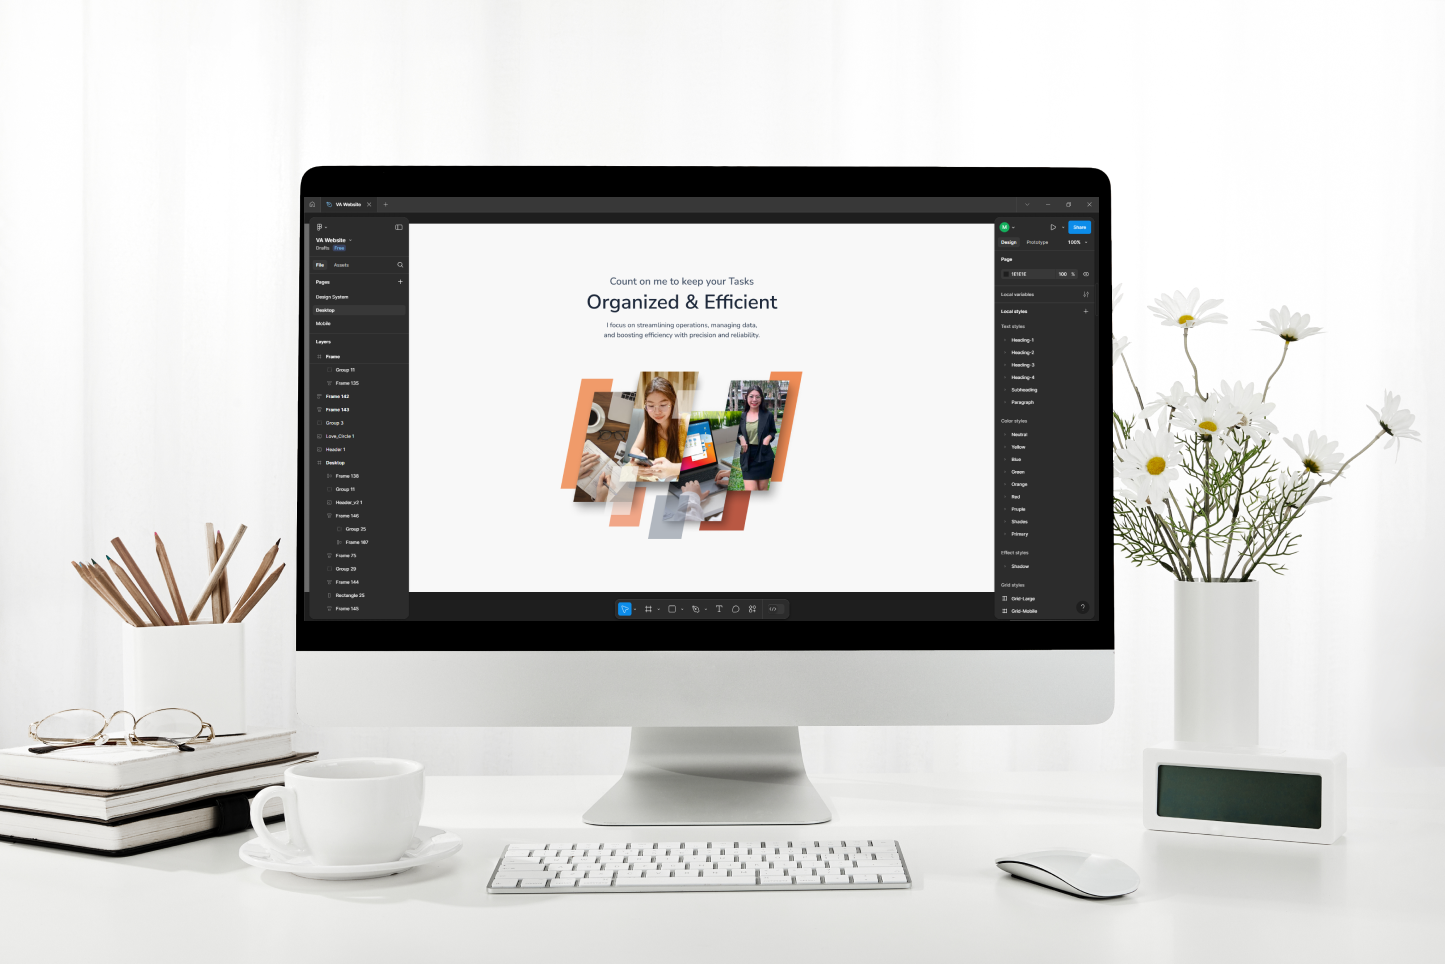 VA Website
VA Website
Drafts Free
File Assets
Pages
Design System
Desktop
Mobile
Layers
Frame
Group 11
Frame 135
Frame 142
Frame 143
Group 3
Love_Circle 1
Header 1
Desktop
Frame 138
Group 11
Header_v2 1
Frame 146
Group 25
Frame 187
Frame 75
Group 29
Frame 144
Rectangle 25
Frame 145
Count on me to keep your Tasks
Organized & Efficient
I focus on streamlining operations, managing data,
and boosting efficiency with precision and reliability.
M
Share
Design Prototype 100%
Page
1E1E1E 100 %
Local variables
Local styles
Text styles
Heading-1
Heading-2
Heading-3
Heading-4
Subheading
Paragraph
Color styles
Neutral
Yellow
Blue
Green
Orange
Red
Pruple
Shades
Primary
Effect styles
Shadow
Grid styles
Grid-Large
Grid-Mobile
?